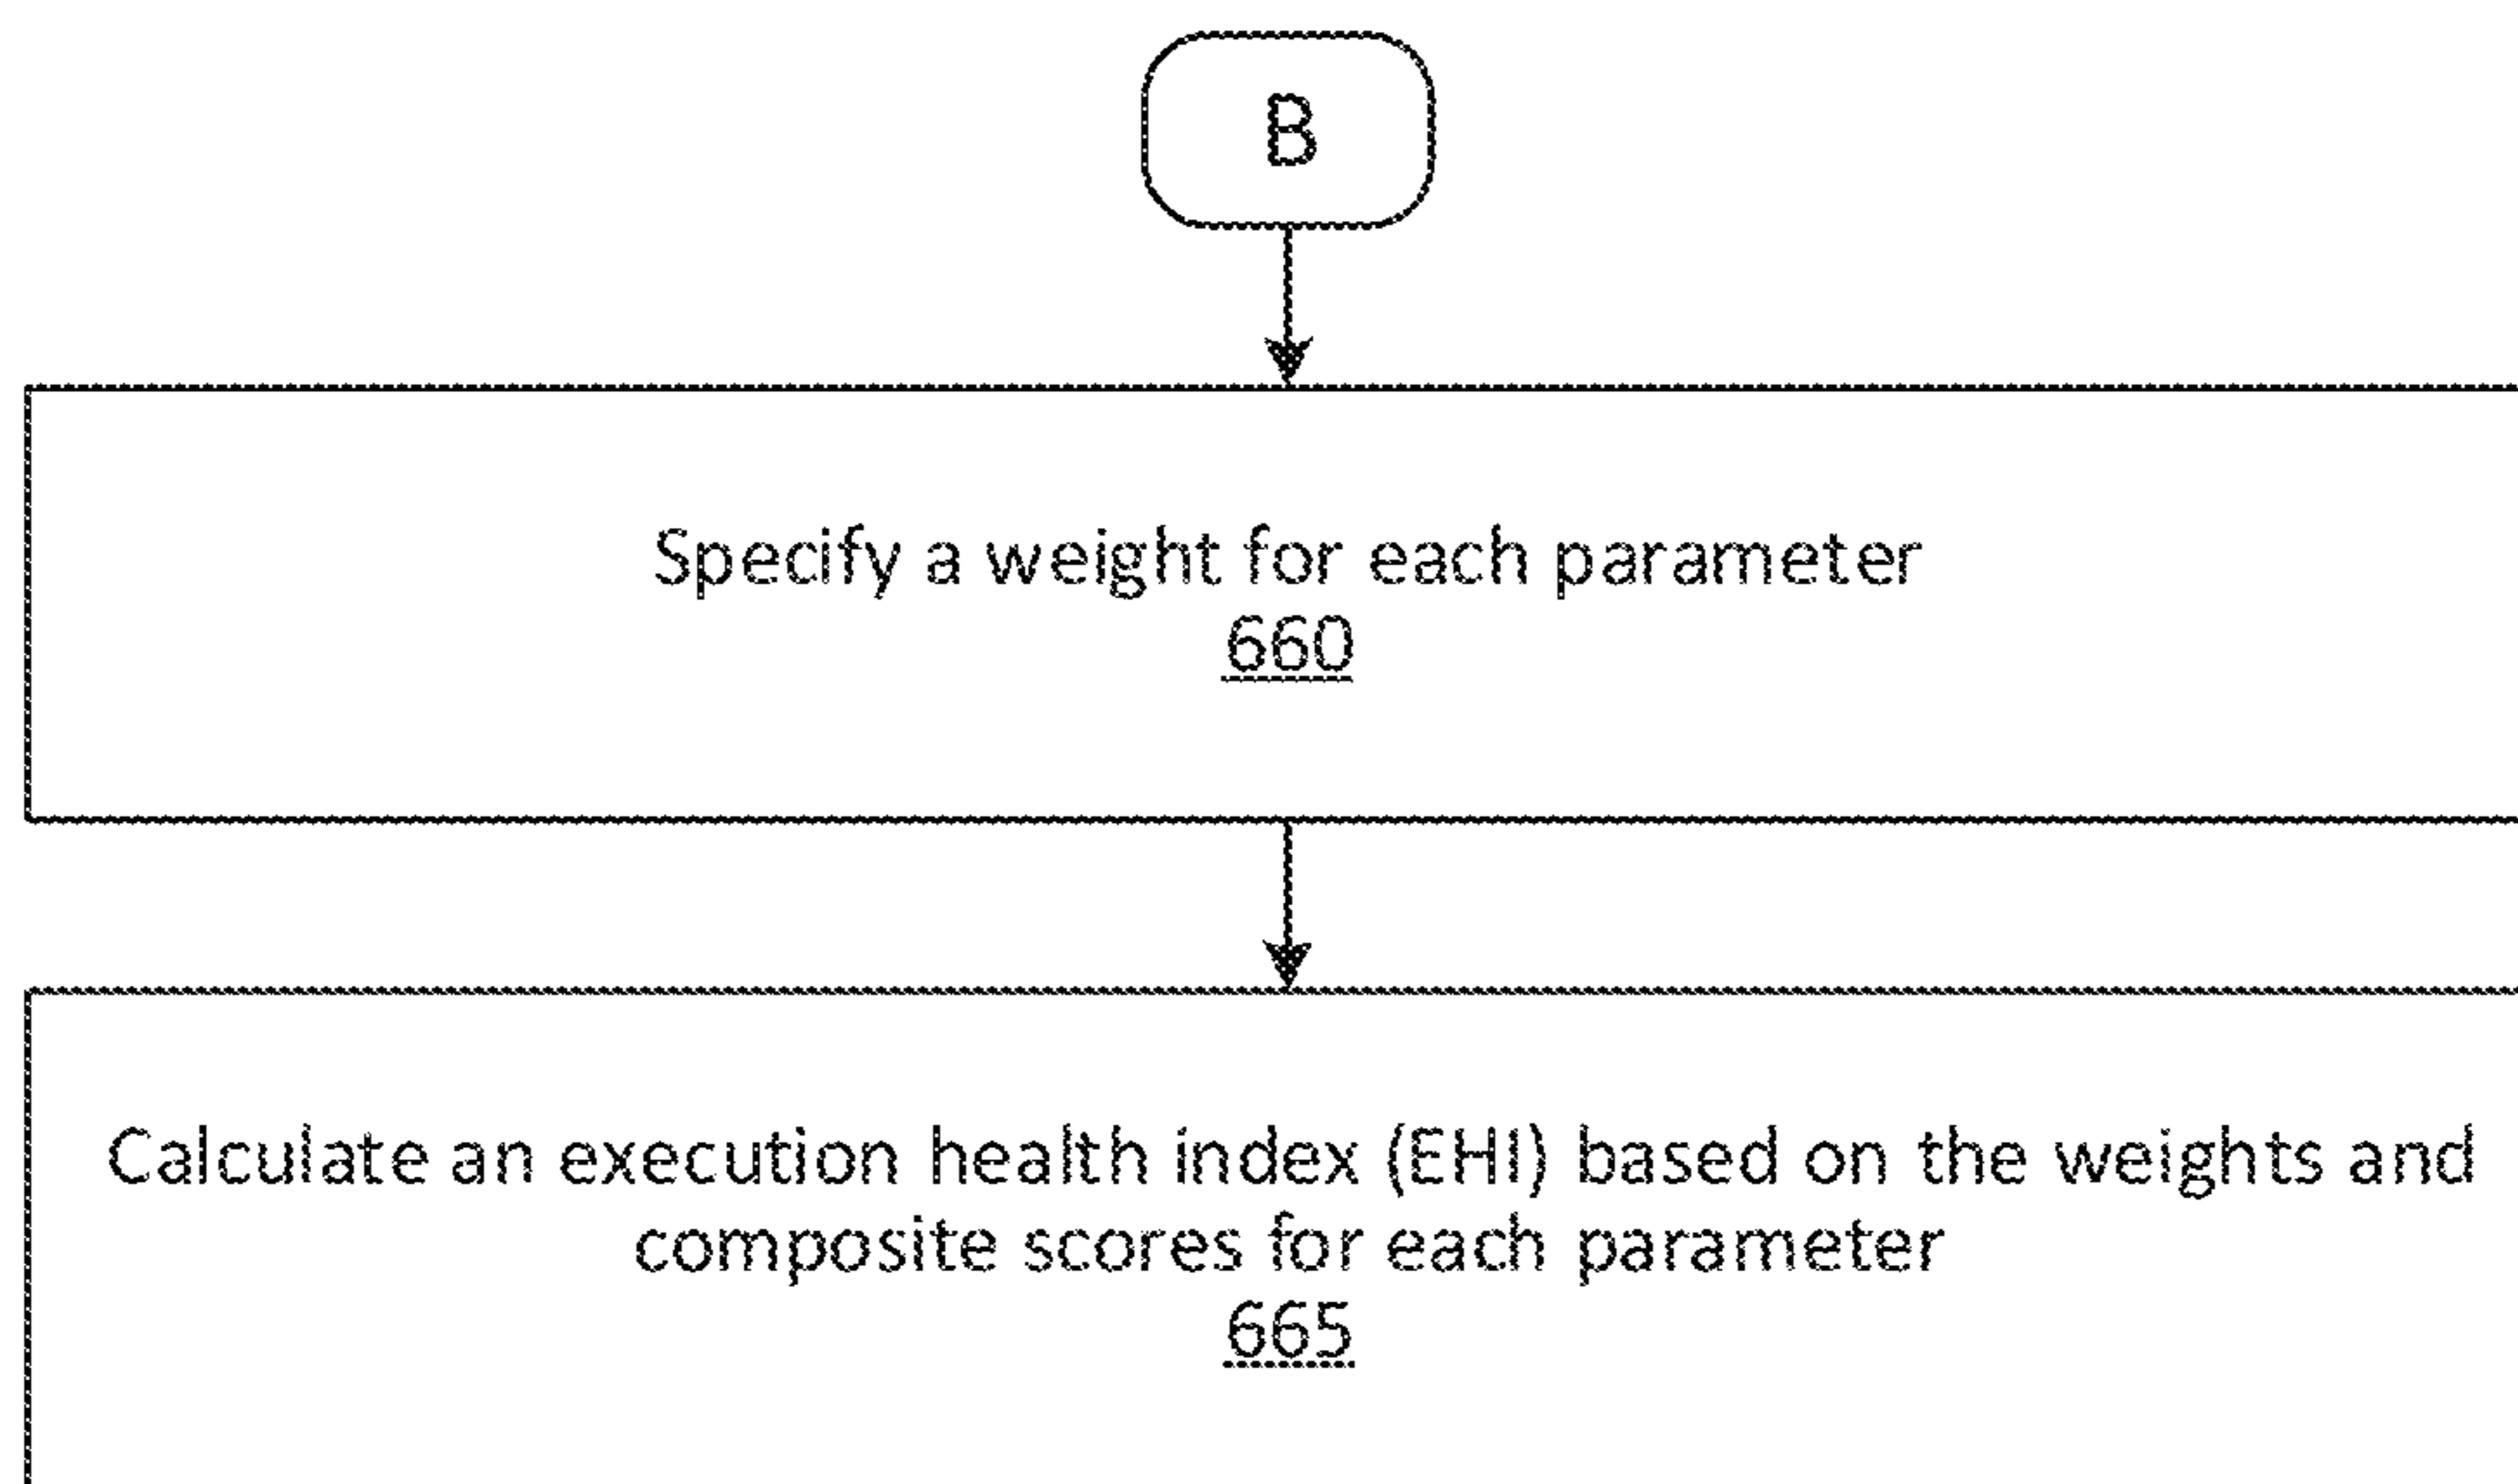 B
Specify a weight for each parameter
660
Calculate an execution health index (EHI) based on the weights and
composite scores for each parameter
665